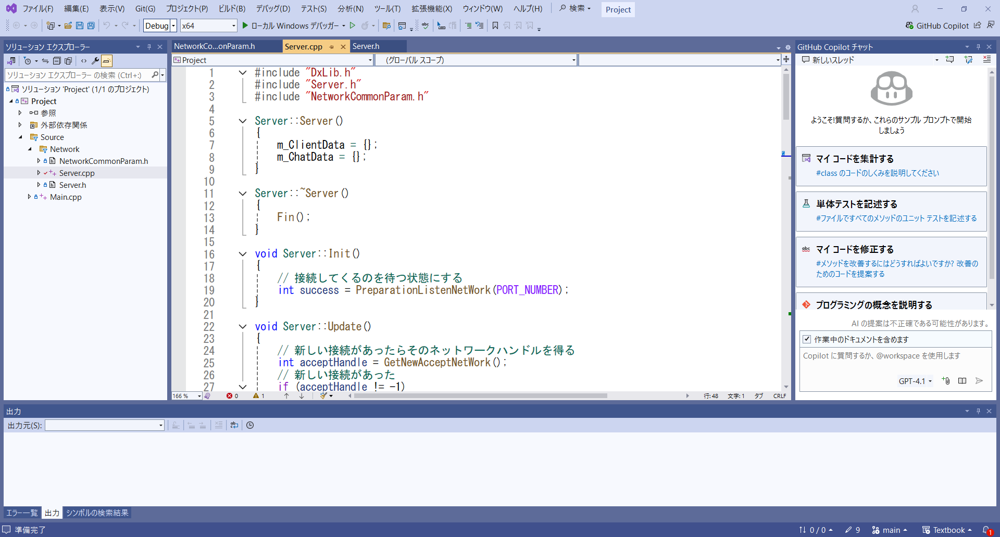 ファイル(F) 編集(E) 表示(V) Git(G) プロジェクト(P) ビルド(B) デバッグ(D) テスト(S) 分析(N) ツール(T) 拡張機能(X) ウィンドウ(W) ヘルプ(H) 検索 Project
Debug x64 ローカル Windows デバッガー GitHub Copilot
ソリューション エクスプローラー
ソリューション エクスプローラー の検索 (Ctrl+:)
ソリューション 'Project' (1/1 のプロジェクト)
Project
参照
外部依存関係
Source
Network
NetworkCommonParam.h
Server.cpp
Server.h
Main.cpp
NetworkCo...onParam.h Server.cpp Server.h
Project (グローバル スコープ)
1 #include "DxLib.h"
2 #include "Server.h"
3 #include "NetworkCommonParam.h"
4
5 Server::Server()
6 {
7 m_ClientData = {};
8 m_ChatData = {};
9 }
10
11 Server::~Server()
12 {
13 Fin();
14 }
15
16 void Server::Init()
17 {
18 // 接続してくるのを待つ状態にする
19 int success = PreparationListenNetWork(PORT_NUMBER);
20 }
21
22 void Server::Update()
23 {
24 // 新しい接続があったらそのネットワークハンドルを得る
25 int acceptHandle = GetNewAcceptNetWork();
26 // 新しい接続があった
27 if (acceptHandle != -1)
166 % 0 1 行: 48 文字: 1 タブ CRLF
GitHub Copilot チャット
新しいスレッド
ようこそ!質問するか、これらのサンプル プロンプトで開始
しましょう
マイ コードを集計する
#class のコードのしくみを説明してください
単体テストを記述する
#ファイルですべてのメソッドのユニット テストを記述する
abc マイ コードを修正する
#メソッドを改善するにはどうすればよいですか? 改善の
ためのコードを提案する
プログラミングの概念を説明する
AI の提案は不正確である可能性があります。
作業中のドキュメントを含めます
Copilot に質問するか、@workspace を使用します
GPT-4.1
出力
出力元(S):
エラー一覧 出力 シンボルの検索結果
準備完了 0 / 0 9 main Textbook 1